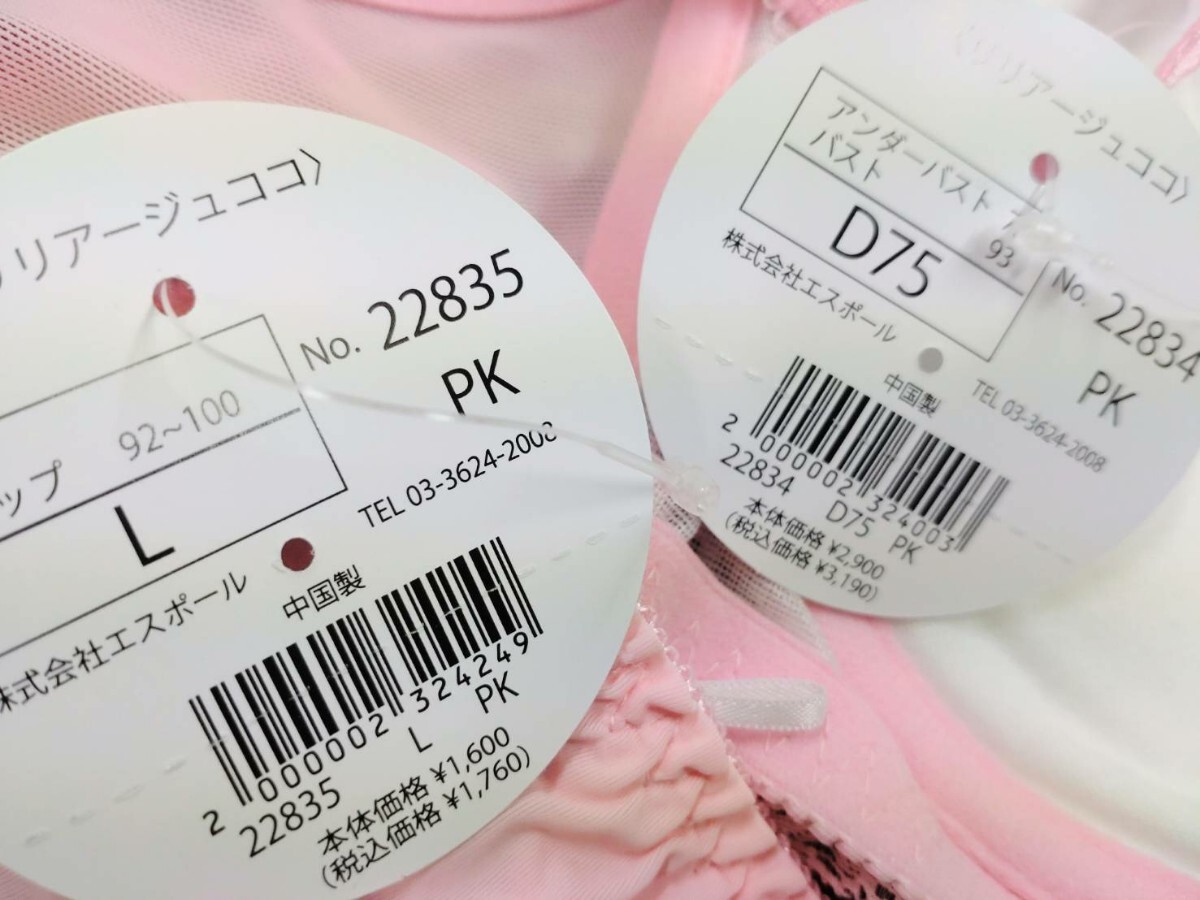 リアージュココ〉
No. 22835
PK
92~100
ップ
L
TEL 03-3624-2008
株式会社エスポール
中国製
2 000002 324249
22835 L PK
本体価格 ¥1,600
(税込価格 ¥1,760)
リアージュココ〉
アンダーバスト
バスト 93
D75
No. 22834
PK
株式会社エスポール
中国製
TEL 03-3624-2008
2 000002 324003
22834 D75 PK
本体価格 ¥2,900
(税込価格 ¥3,190)